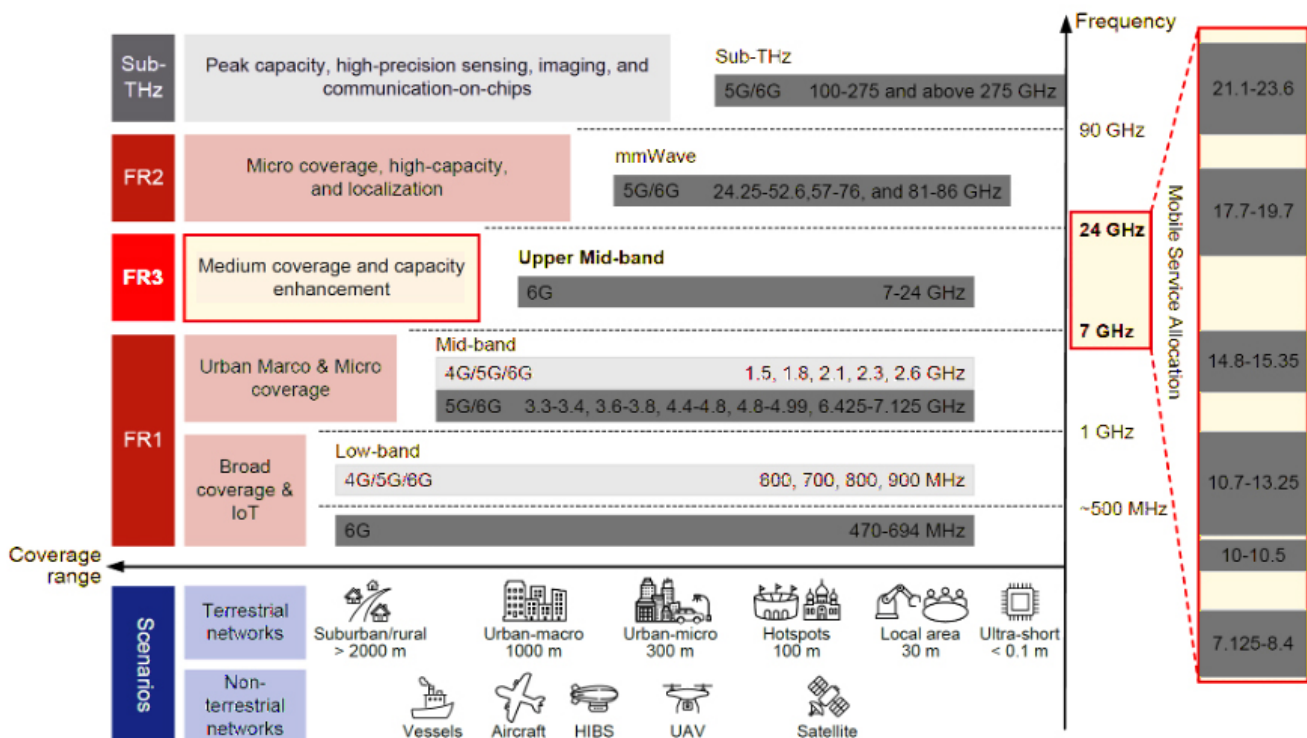 Frequency
Sub-
THz
Peak capacity, high-precision sensing, imaging, and
communication-on-chips
Sub-THz
5G/6G 100-275 and above 275 GHz
90 GHz
FR2
Micro coverage, high-capacity,
and localization
mmWave
5G/6G 24.25-52.6,57-76, and 81-86 GHz
24 GHz
FR3
Medium coverage and capacity
enhancement
Upper Mid-band
6G 7-24 GHz
7 GHz
FR1
Urban Marco & Micro
coverage
Mid-band
4G/5G/6G 1.5, 1.8, 2.1, 2.3, 2.6 GHz
5G/6G 3.3-3.4, 3.6-3.8, 4.4-4.8, 4.8-4.99, 6.425-7.125 GHz
1 GHz
Broad
coverage &
IoT
Low-band
4G/5G/6G 800, 700, 800, 900 MHz
~500 MHz
6G 470-694 MHz
Mobile Service Allocation
21.1-23.6
17.7-19.7
14.8-15.35
10.7-13.25
10-10.5
7.125-8.4
Coverage
range
Scenarios
Terrestrial
networks
Suburban/rural
> 2000 m
Urban-macro
1000 m
Urban-micro
300 m
Hotspots
100 m
Local area
30 m
Ultra-short
< 0.1 m
Non-
terrestrial
networks
Vessels
Aircraft
HIBS
UAV
Satellite